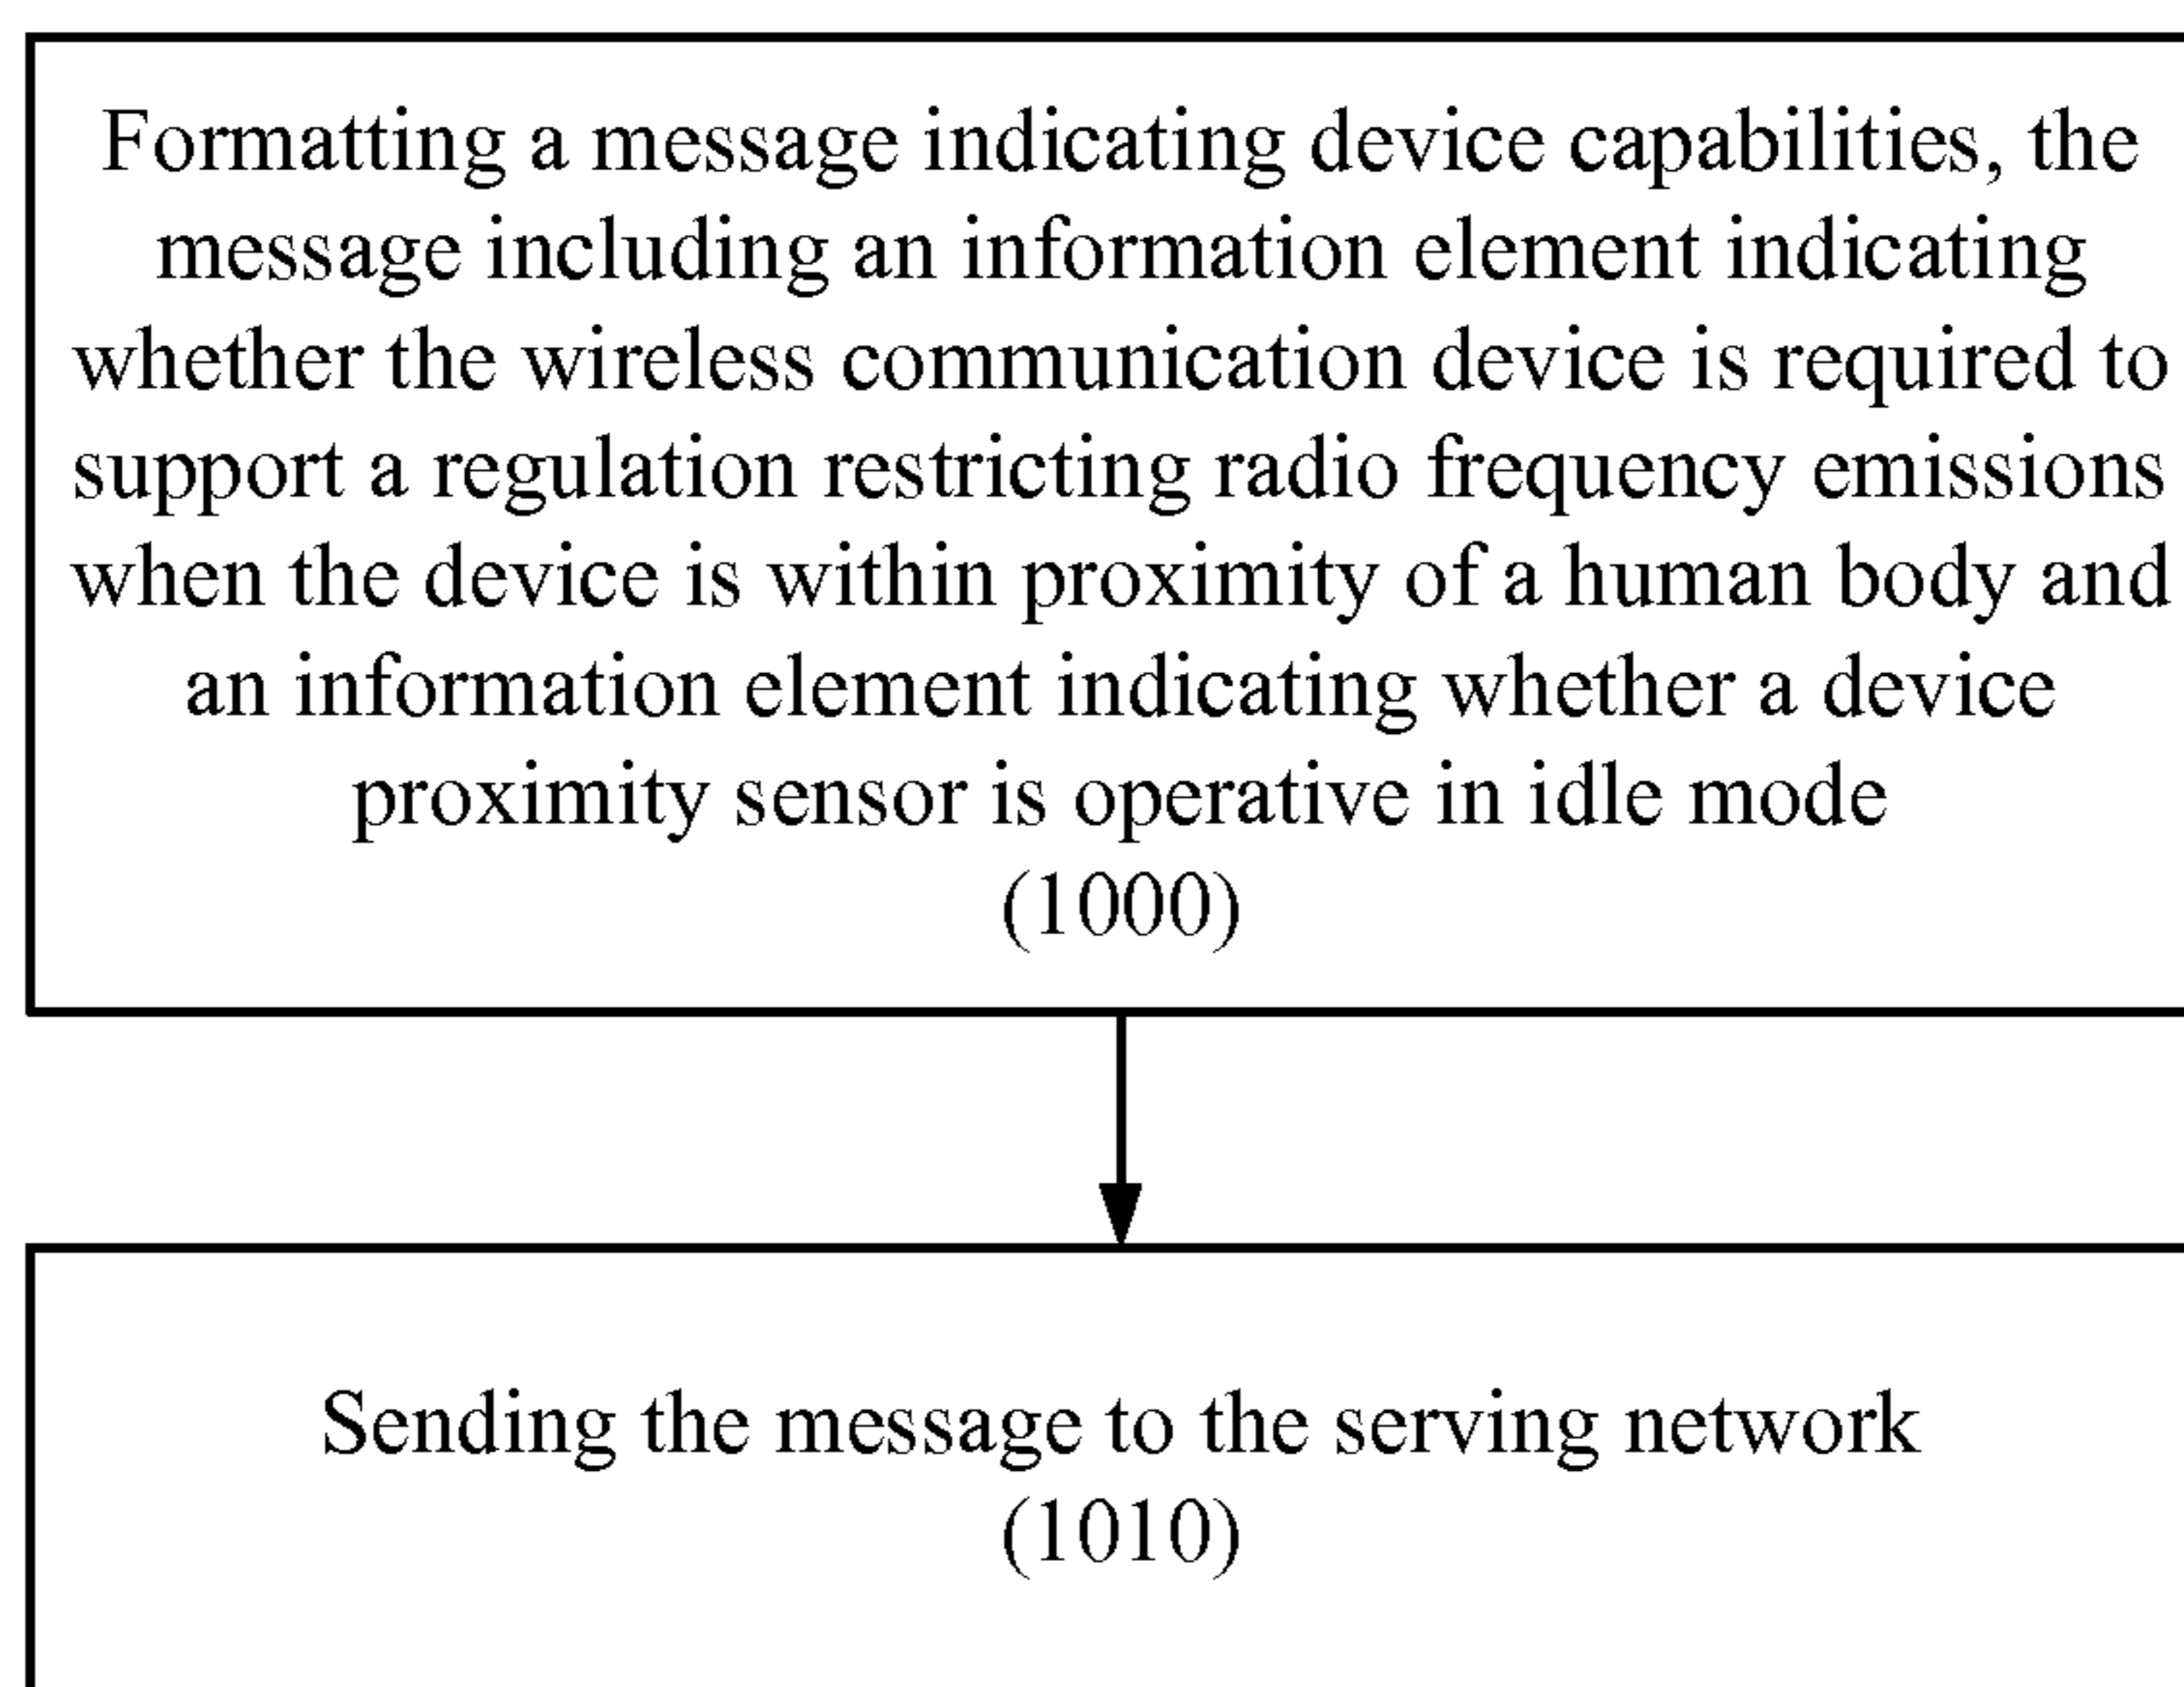 Formatting a message indicating device capabilities, the
message including an information element indicating
whether the wireless communication device is required to
support a regulation restricting radio frequency emissions
when the device is within proximity of a human body and
an information element indicating whether a device
proximity sensor is operative in idle mode
(1000)
Sending the message to the serving network
(1010)